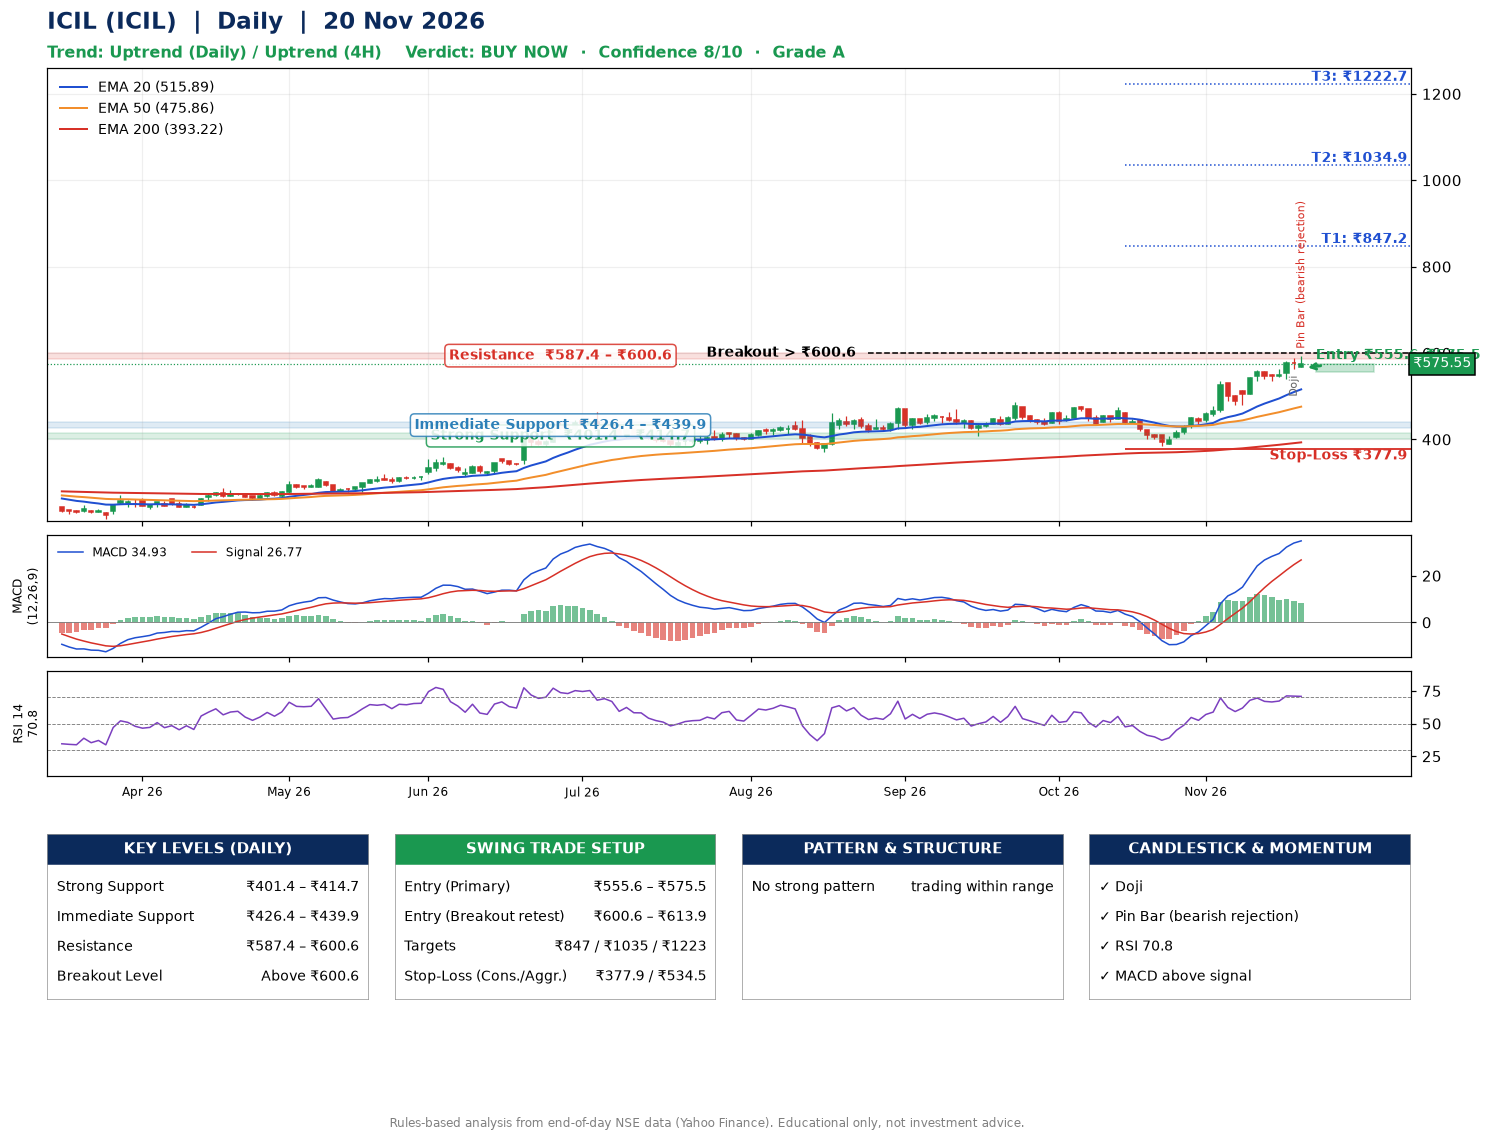 ICIL (ICIL)  |  Daily  |  20 Nov 2026
Trend: Uptrend (Daily) / Uptrend (4H)    Verdict: BUY NOW  ·  Confidence 8/10  ·  Grade A
EMA 20 (515.89)
EMA 50 (475.86)
EMA 200 (393.22)
T3: ₹1222.7
T2: ₹1034.9
T1: ₹847.2
1200
1000
800
400
Pin Bar (bearish rejection)
Doji
Resistance  ₹587.4 – ₹600.6
Breakout > ₹600.6
₹575.55
Immediate Support  ₹426.4 – ₹439.9
Stop-Loss ₹377.9
MACD
(12,26,9)
MACD 34.93
Signal 26.77
20
0
RSI 14
70.8
75
50
25
Apr 26
May 26
Jun 26
Jul 26
Aug 26
Sep 26
Oct 26
Nov 26
KEY LEVELS (DAILY)
Strong Support ₹401.4 – ₹414.7
Immediate Support ₹426.4 – ₹439.9
Resistance ₹587.4 – ₹600.6
Breakout Level Above ₹600.6
SWING TRADE SETUP
Entry (Primary) ₹555.6 – ₹575.5
Entry (Breakout retest) ₹600.6 – ₹613.9
Targets ₹847 / ₹1035 / ₹1223
Stop-Loss (Cons./Aggr.) ₹377.9 / ₹534.5
PATTERN & STRUCTURE
No strong pattern trading within range
CANDLESTICK & MOMENTUM
✓ Doji
✓ Pin Bar (bearish rejection)
✓ RSI 70.8
✓ MACD above signal
Rules-based analysis from end-of-day NSE data (Yahoo Finance). Educational only, not investment advice.